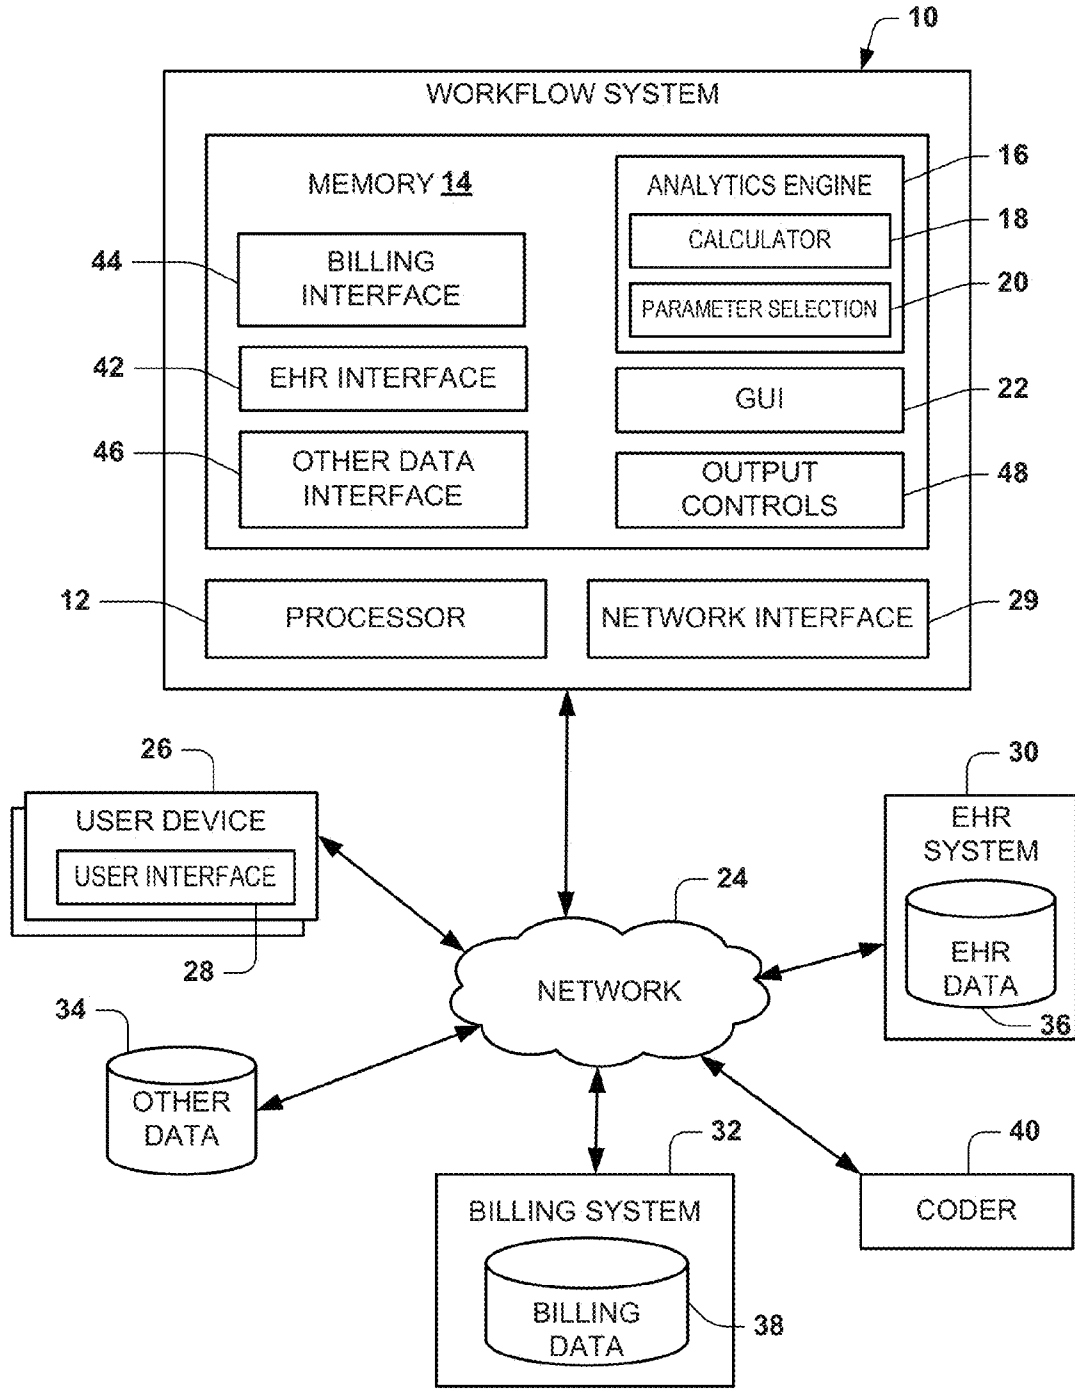 10
WORKFLOW SYSTEM
MEMORY 14
16
ANALYTICS ENGINE
18
CALCULATOR
20
PARAMETER SELECTION
44
BILLING
INTERFACE
42
EHR INTERFACE
22
GUI
46
OTHER DATA
INTERFACE
48
OUTPUT
CONTROLS
12
PROCESSOR
29
NETWORK INTERFACE
26
USER DEVICE
USER INTERFACE
28
30
EHR
SYSTEM
EHR
DATA
36
24
NETWORK
34
OTHER
DATA
32
BILLING SYSTEM
BILLING
DATA
38
40
CODER